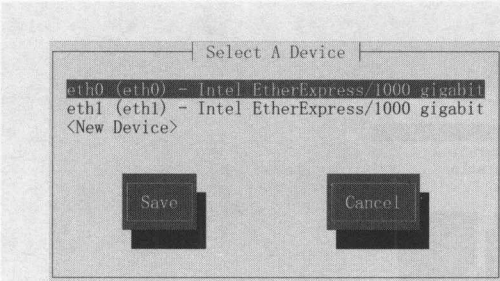 Select A Device
eth0 (eth0) - Intel EtherExpress/1000 gigabit
eth1 (eth1) - Intel EtherExpress/1000 gigabit
<New Device>
Save Cancel